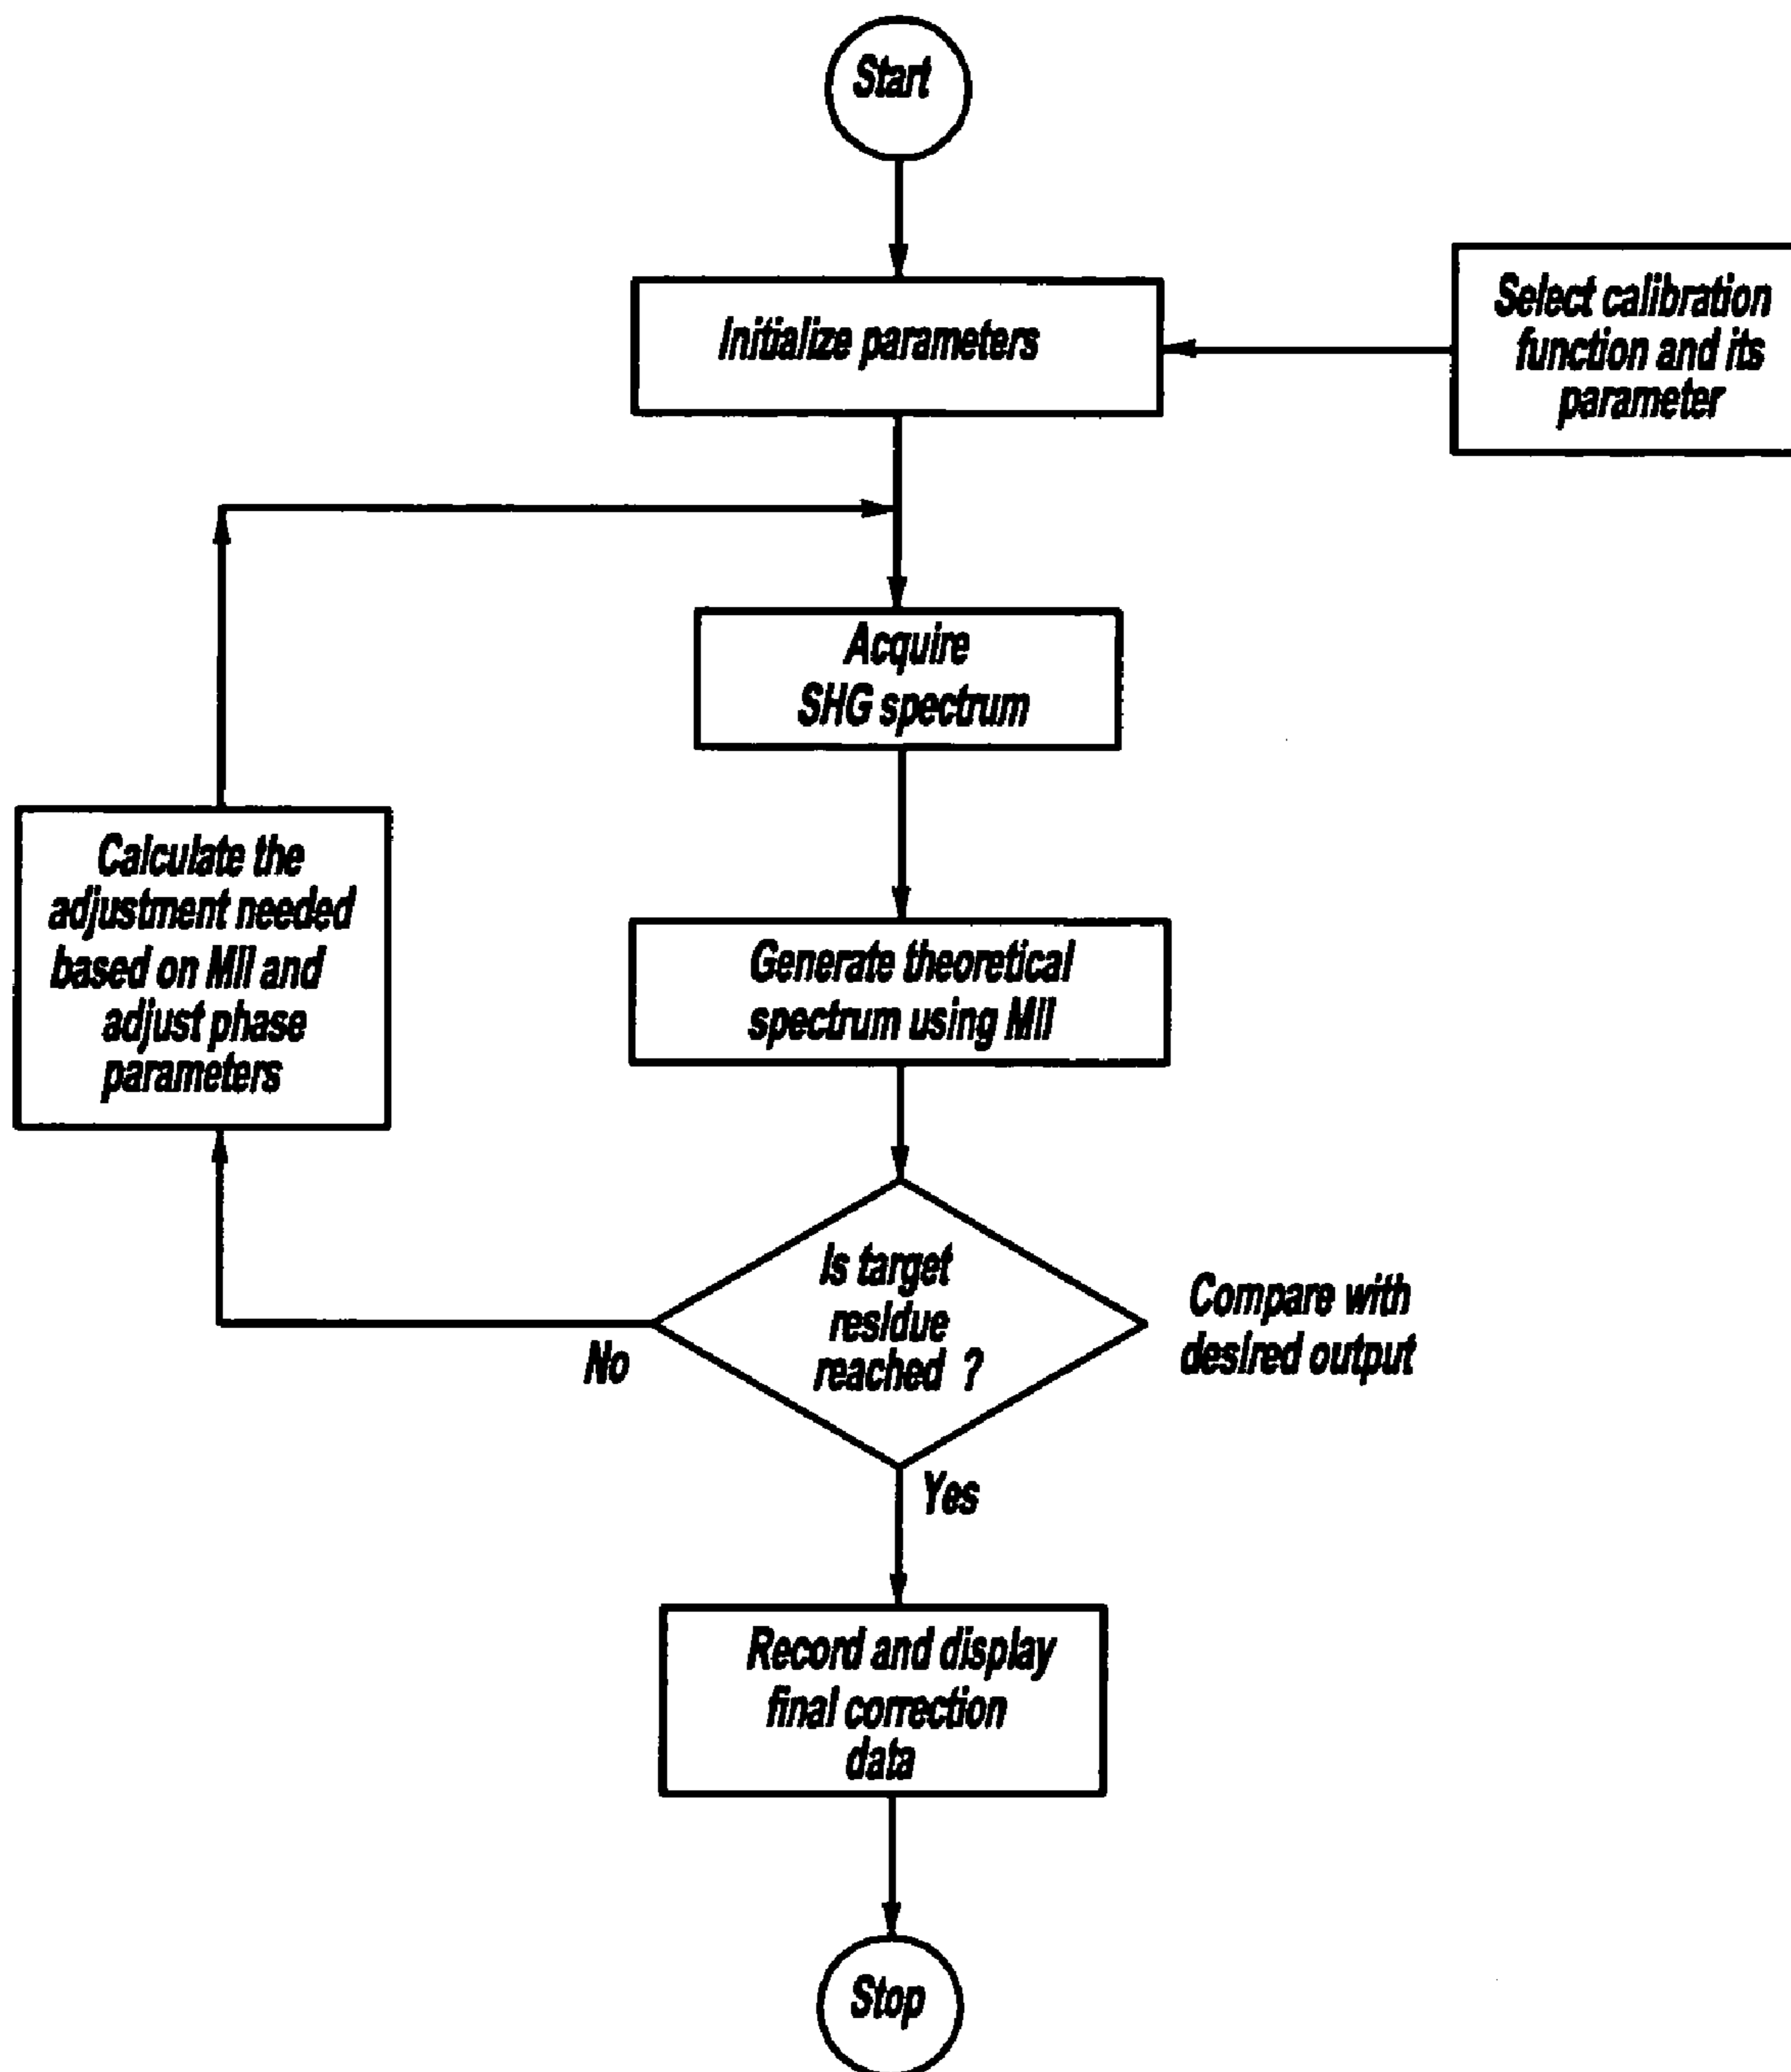 Start
Initialize parameters
Select calibration
function and its
parameter
Acquire
SHG spectrum
Calculate the
adjustment needed
based on MII and
adjust phase
parameters
Generate theoretical
spectrum using MII
Is target
residue
reached ?
Compare with
desired output
No
Yes
Record and display
final correction
data
Stop